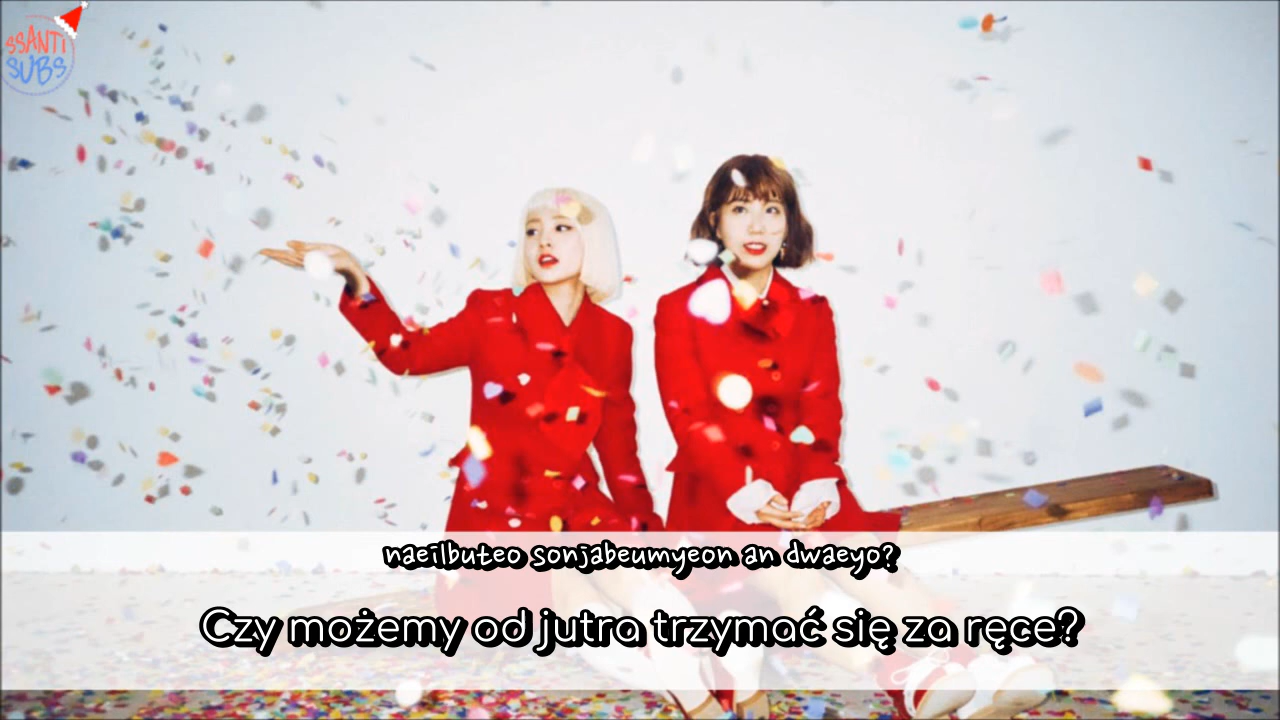 SSANTI
SUBS
naeilbuteo sonjabeumyeon an dwaeyo?
Czy możemy od jutra trzymać się za ręce?